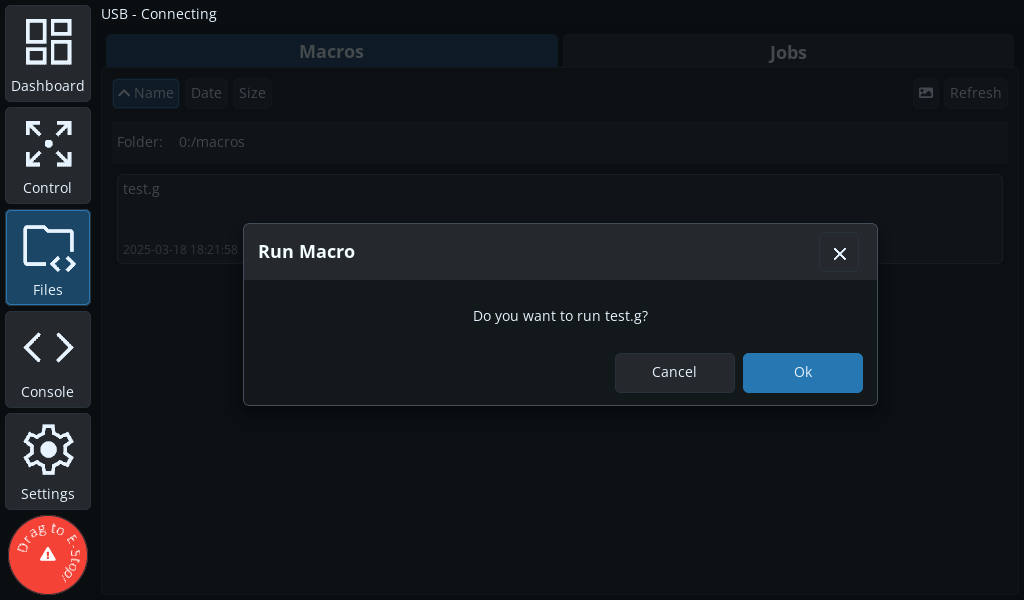 USB - Connecting
Dashboard
Control
Files
Console
Settings
Drag to E-Stop!
Macros
Jobs
Name
Date
Size
Refresh
Folder: 0:/macros
test.g
2025-03-18 18:21:58
Run Macro
Do you want to run test.g?
Cancel
Ok